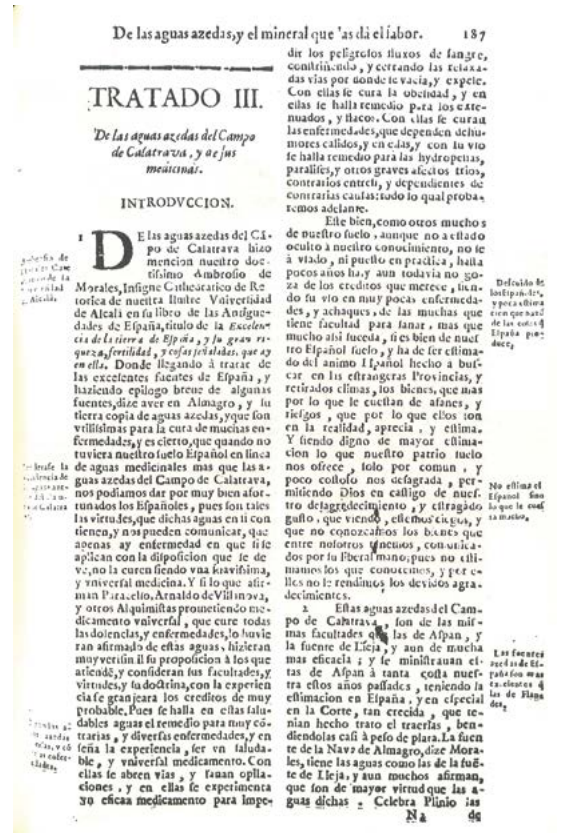 De las aguas azedas, y el mineral que las dà el sabor. 187
TRATADO III.
De las aguas azedas del Campo
de Calatrava, y de sus
medicinas.
INTRODVCCION.
1 DE las aguas azedas del Cã-
po de Calatrava hizo
mencion nuestro doc-
tissimo Ambrosio de
Morales, Insigne Cathedratico de Re-
torica de nuestra Ilustre Vniversidad
de Alcalà en su libro de las Antigue-
dades de España, titulo de la Excelen-
cia de la tierra de España, y su gran ri-
queza, fertilidad, y cosas señaladas, que ay
en ella. Donde llegando à tratar de
las excelentes fuentes de España, y
haziendo epilogo breue de algunas
fuentes, dize aver en Almagro, y su
tierra copia de aguas azedas, y que son
vtilissimas para la cura de muchas en-
fermedades, y es cierto, que quando no
tuviera nuestro suelo Español en linea
de aguas medicinales mas que las a-
guas azedas del Campo de Calatrava,
nos podiamos dar por muy bien afor-
tunados los Españoles, pues son tales
las virtudes, que dichas aguas en si con
tienen, y nos pueden comunicar, que
apenas ay enfermedad en que si se
aplican con la disposicion que se de-
ve, no la curen siendo vna suavissima,
y vniversal medicina. Y si lo que afir-
man Paracelso, Arnaldo de Villanova,
y otros Alquimistas prometiendo me-
dicamento vniversal, que cure todas
las dolencias, y enfermedades, lo huvie
ran afirmado de estas aguas, hizieran
muy verisimil su proposicion à los que
atiendẽ, y consideran sus facultades, y
virtudes, y su doctrina, con la experien
cia se granjeara los creditos de muy
probable. Pues se halla en estas salu-
dables aguas el remedio para muy cõ-
trarias, y diversas enfermedades, y en
seña la experiencia, ser vn saluda-
ble, y vniversal medicamento. Con
ellas se abren vias, y sanan opila-
ciones, y en ellas se experimenta
vn eficaz medicamento para impe-
dir los peligrosos fluxos de sangre,
constriñendo, y cerrando las relaxa-
das vias por donde se vacia, y expele.
Con ellas se cura la obesidad, y en
ellas se halla remedio para los exte-
nuados, y flacos. Con ellas se curan
las enfermedades, que dependen de hu-
mores calidos, y en ellas, y con su vso
se halla remedio para las hydropesias,
paralises, y otros graves afectos frios,
contrarios entre si, y dependientes de
contrarias causas: todo lo qual proba-
remos adelante.
Este bien, como otros muchos
de nuestro suelo, aunque no a estado
oculto à nuestro conocimiento, no se
à vsado, ni puesto en practica, hasta
pocos años ha, y aun todavia no go-
za de los creditos que merece, sien-
do su vso en muy pocas enfermeda-
des, y achaques, de las muchas que
tiene facultad para sanar, mas que
mucho assi suceda, si es bien de nues-
tro Español suelo, y ha de ser estima-
do del animo Español hecho a bus-
car en las estrangeras Provincias, y
retirados climas, los bienes, que mas
por lo que le cuestan de afanes, y
riesgos, que por lo que ellos son
en la realidad, aprecia, y estima.
Y siendo digno de mayor estima-
cion lo que nuestro patrio suelo
nos ofrece, solo por comun, y
poco costoso nos desagrada, per-
mitiendo Dios en castigo de nues-
tro desagredecimiento, y estragado
gusto, que viendo, estemos ciegos, y
que no conozcamos los bienes que
entre nosotros tenemos, comunica-
dos por su liberal mano; pues no esti-
mamos los que conocemos, y por e-
llos no le rendimos los devidos agra-
decimientos.
2 Estas aguas azedas del Cam-
po de Calatrava, son de las mis-
mas facultades que las de Aspan, y
la fuente de Lieja, y aun de mucha
mas eficacia; y se ministrauan es-
tas de Aspan à tanta costa nues-
tra estos años passados, teniendo la
estimacion en España, y en especial
en la Corte, tan crecida, que te-
nian hecho trato el traerlas, ben-
diendolas casi à peso de plata. La fuen
te de la Nava de Almagro, dize Mora-
les, tiene las aguas como las de la fuẽ-
te de Lieja, y aun muchos afirman,
que son de mayor virtud que las a-
guas dichas. Celebra Plinio las
Descuido de
los Españoles,
y poca estima
cion que hazẽ
de las cosas q̃
España pro-
duce.
No estima el
Español sino
lo que le cues
ta mucho.
Las fuentes
azedas de Es-
paña son mas
excelentes q̃
las de Flan-
des.
Na de